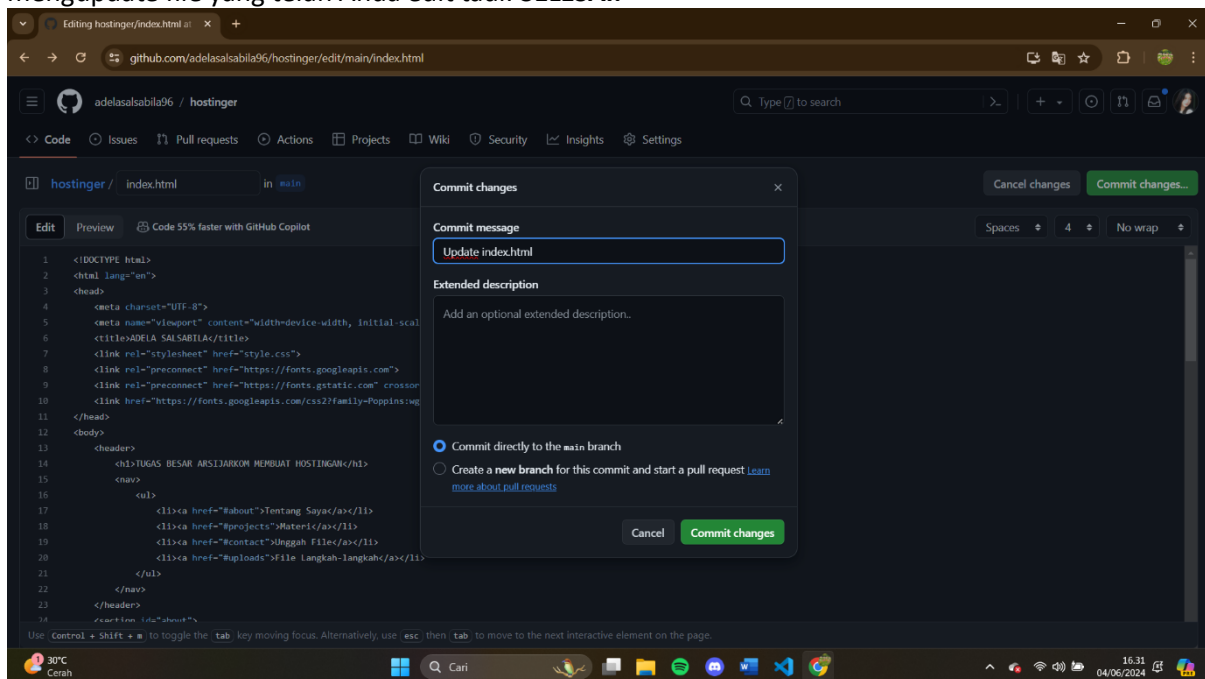 Editing hostinger/index.html at
github.com/adelasalsabila96/hostinger/edit/main/index.html
adelasalsabila96 / hostinger
Type / to search
<> Code Issues Pull requests Actions Projects Wiki Security Insights Settings
hostinger / index.html in main
Cancel changes Commit changes...
Edit Preview Code 55% faster with GitHub Copilot
Spaces 4 No wrap
1 <!DOCTYPE html>
2 <html lang="en">
3 <head>
4 <meta charset="UTF-8">
5 <meta name="viewport" content="width=device-width, initial-scal
6 <title>ADELA SALSABILA</title>
7 <link rel="stylesheet" href="style.css">
8 <link rel="preconnect" href="https://fonts.googleapis.com">
9 <link rel="preconnect" href="https://fonts.gstatic.com" crossor
10 <link href="https://fonts.googleapis.com/css2?family=Poppins:wg
11 </head>
12 <body>
13 <header>
14 <h1>TUGAS BESAR ARSIJARKOM MEMBUAT HOSTINGAN</h1>
15 <nav>
16 <ul>
17 <li><a href="#about">Tentang Saya</a></li>
18 <li><a href="#projects">Materi</a></li>
19 <li><a href="#contact">Unggah File</a></li>
20 <li><a href="#uploads">File Langkah-langkah</a></li>
21 </ul>
22 </nav>
23 </header>
24 <section id="about">
Commit changes
Commit message
Update index.html
Extended description
Add an optional extended description..
Commit directly to the main branch
Create a new branch for this commit and start a pull request Learn
more about pull requests
Cancel Commit changes
Use Control + Shift + m to toggle the tab key moving focus. Alternatively, use esc then tab to move to the next interactive element on the page.
1
30°C
Cerah
Cari
16.31
04/06/2024